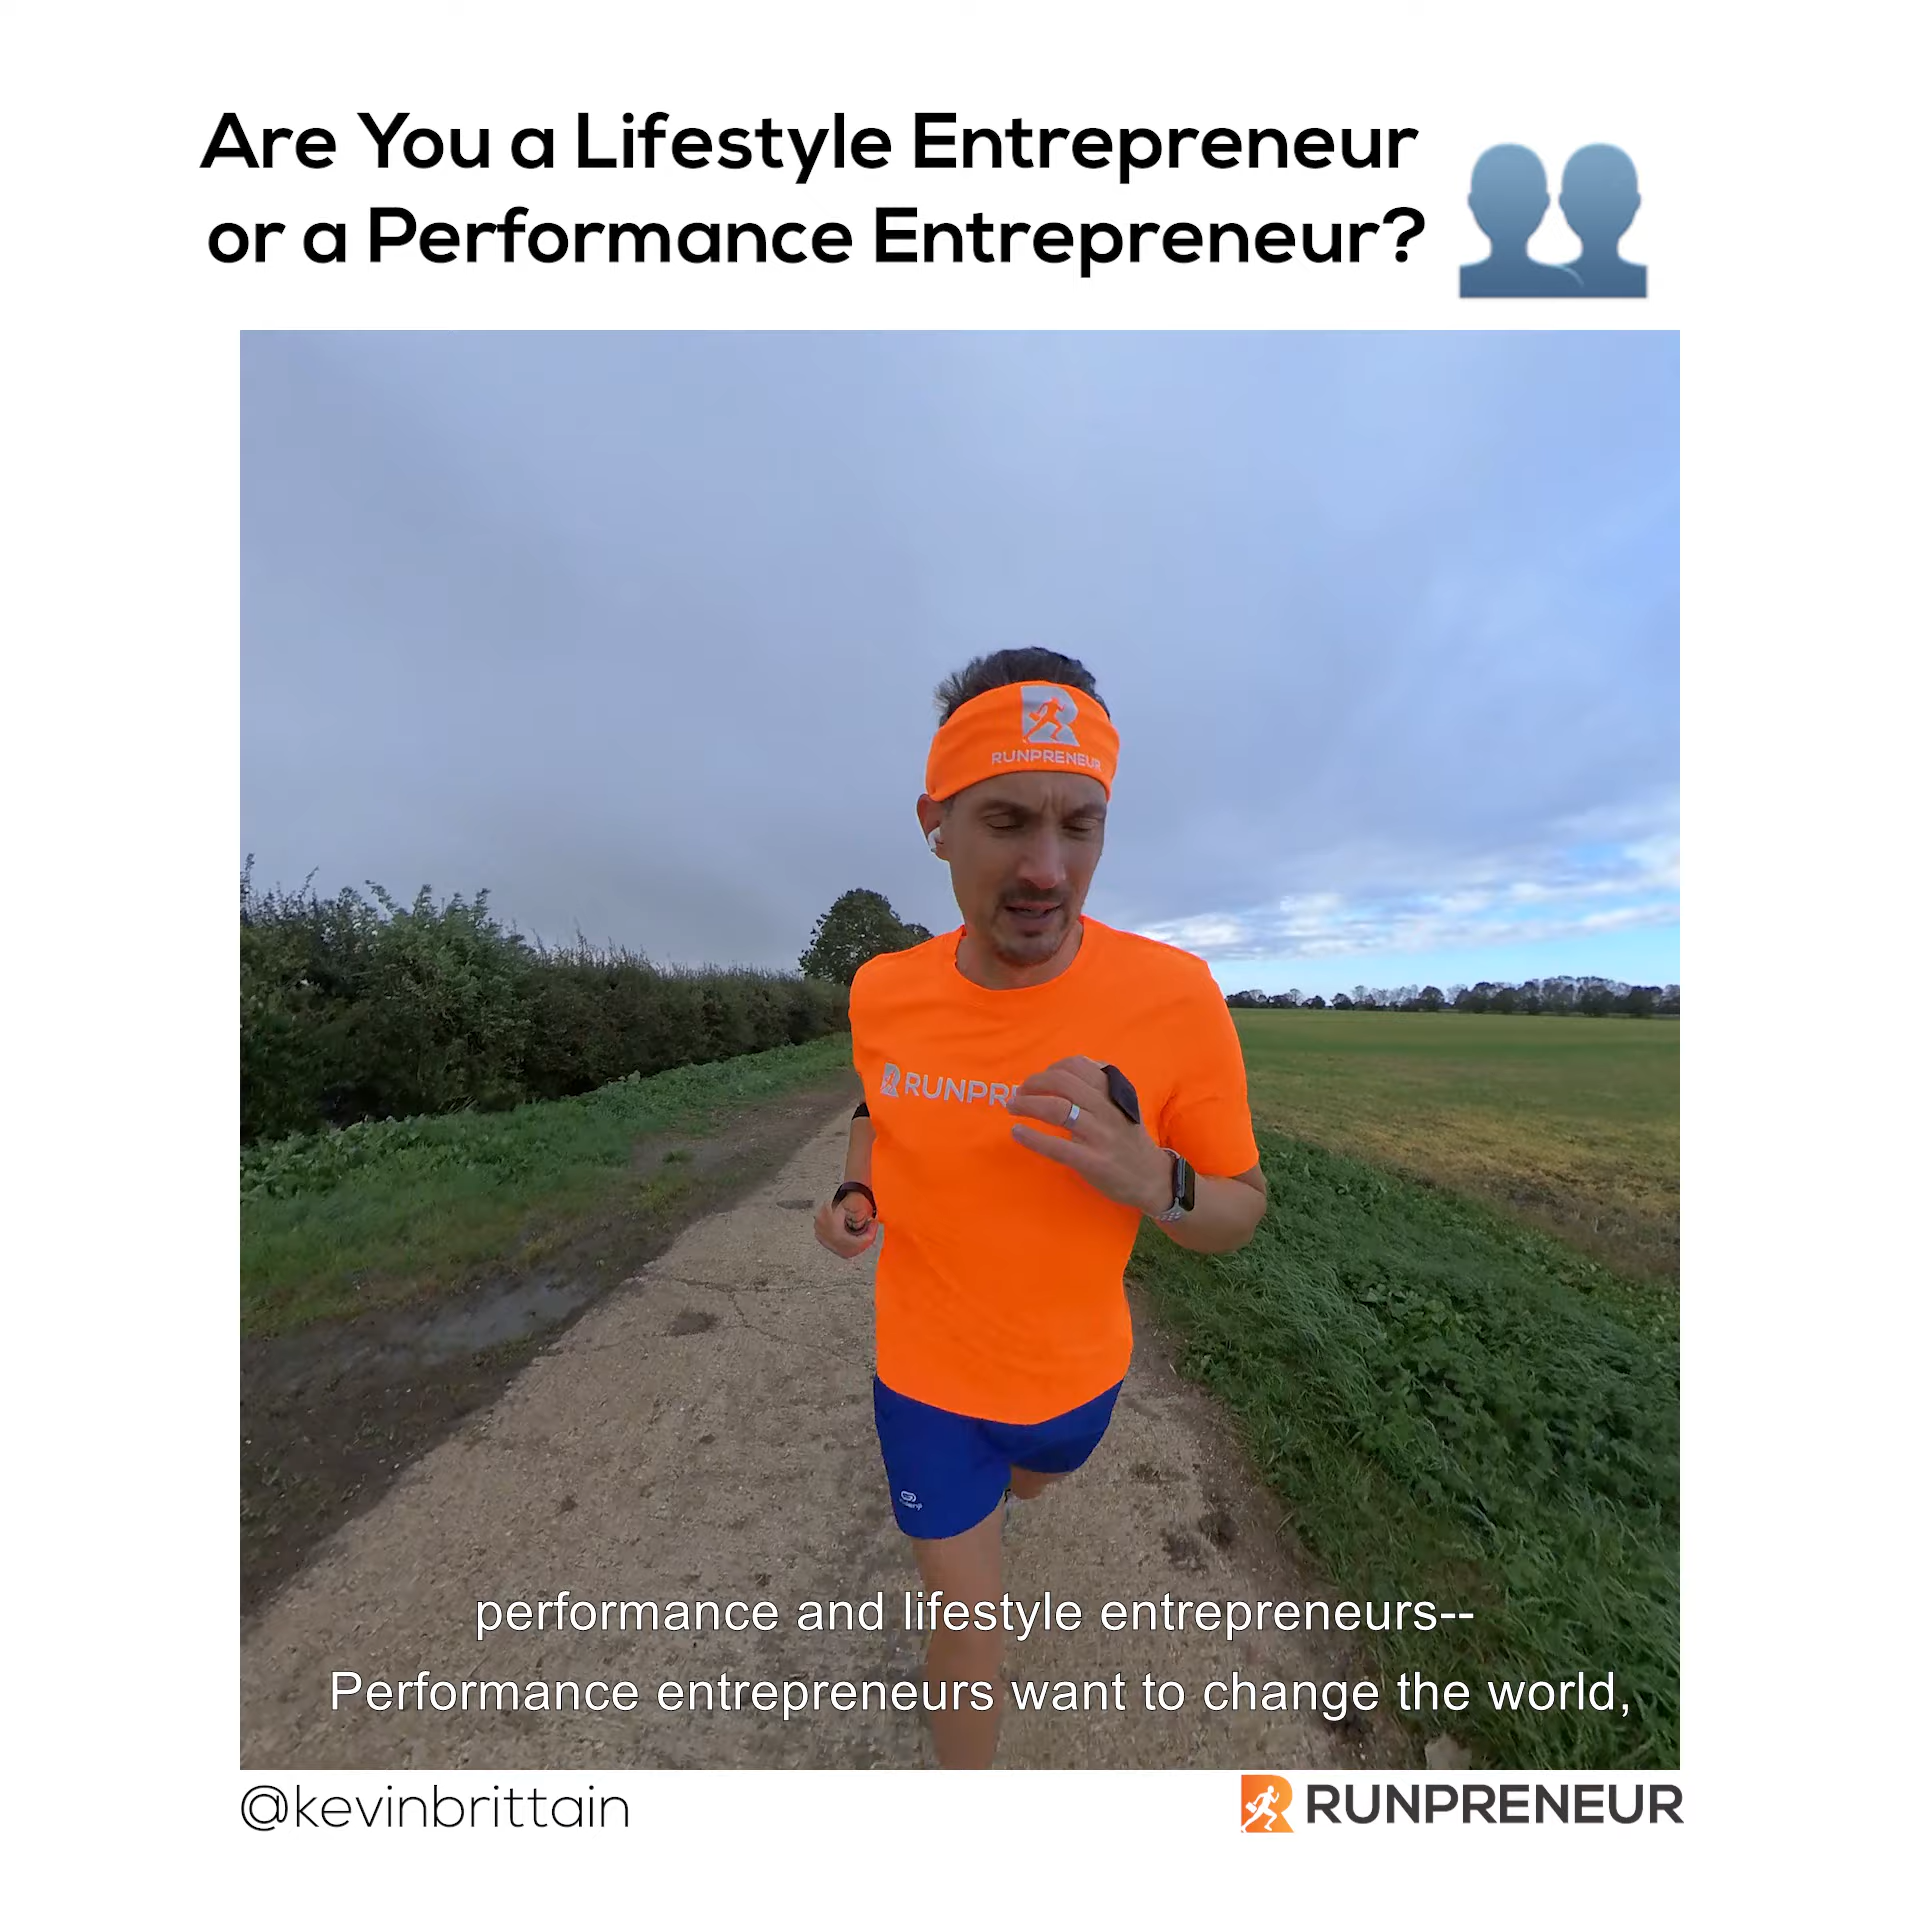 Are You a Lifestyle Entrepreneur
or a Performance Entrepreneur?
RUNPRENEUR
RUNPRE
performance and lifestyle entrepreneurs--
Performance entrepreneurs want to change the world,
@kevinbrittain
RUNPRENEUR